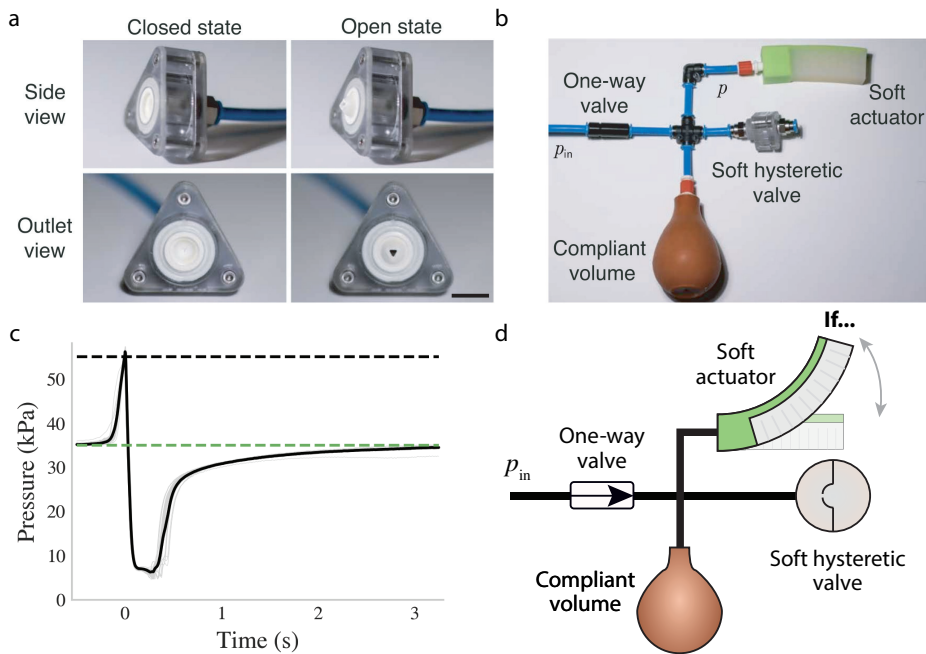 a
Closed state
Open state
Side
view
Outlet
view
b
One-way
valve
p
Soft
actuator
p_in
Soft hysteretic
valve
Compliant
volume
c
Pressure (kPa)
50
40
30
20
10
0
0
1
2
3
Time (s)
d
If...
Soft
actuator
One-way
valve
p_in
Soft hysteretic
valve
Compliant
volume